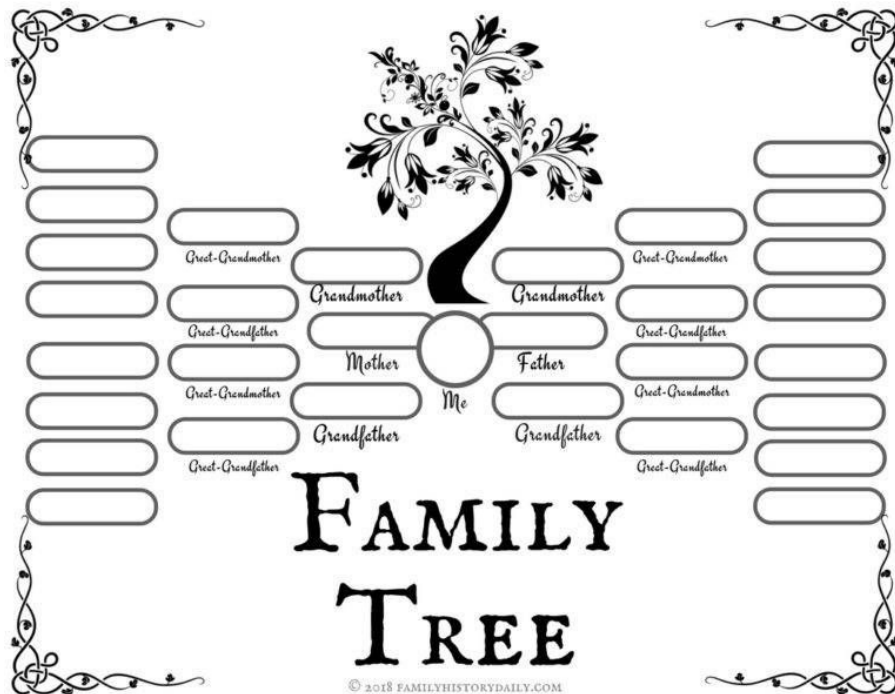 Great-Grandmother
Great-Grandmother
Grandmother
Grandmother
Great-Grandfather
Great-Grandfather
Mother
Father
Great-Grandmother
Great-Grandmother
Me
Grandfather
Grandfather
Great-Grandfather
Great-Grandfather
Family
Tree
© 2018 familyhistorydaily.com